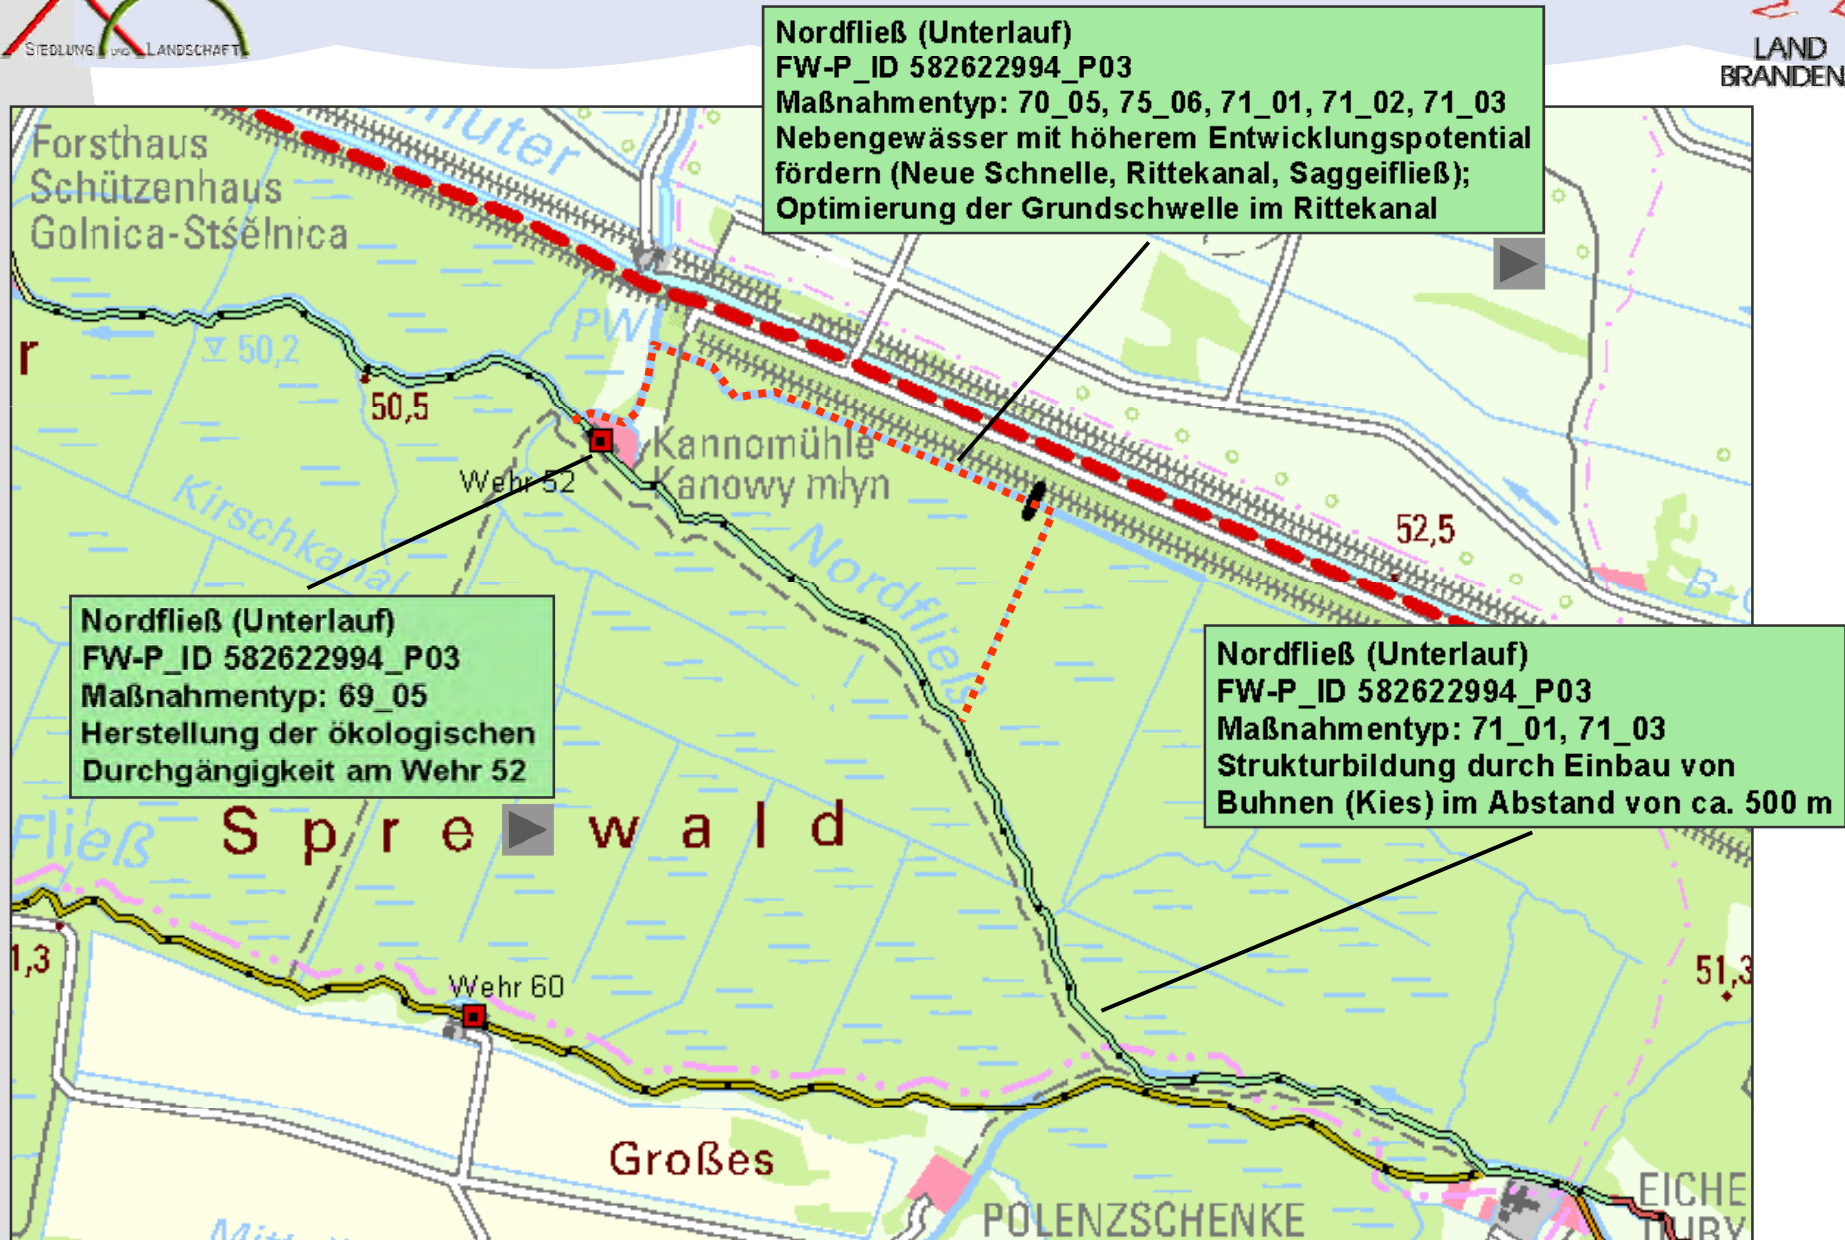 SIEDLUNG UND LANDSCHAFT
LAND
BRANDEN
Nordfließ (Unterlauf)
FW-P_ID 582622994_P03
Maßnahmentyp: 70_05, 75_06, 71_01, 71_02, 71_03
Nebengewässer mit höherem Entwicklungspotential
fördern (Neue Schnelle, Rittekanal, Saggeifließ);
Optimierung der Grundschwelle im Rittekanal
Forsthaus
Schützenhaus
Golnica-Stśělnica
muter
PW
r
50,2
50,5
Kannomühle
Kanowy mlyn
Wehr 52
Kirschkanal
Nordfließ
52,5
B-
Nordfließ (Unterlauf)
FW-P_ID 582622994_P03
Maßnahmentyp: 69_05
Herstellung der ökologischen
Durchgängigkeit am Wehr 52
Nordfließ (Unterlauf)
FW-P_ID 582622994_P03
Maßnahmentyp: 71_01, 71_03
Strukturbildung durch Einbau von
Buhnen (Kies) im Abstand von ca. 500 m
Spreewald
Fließ
1,3
Wehr 60
51,3
Großes
POLENZSCHENKE
EICHE